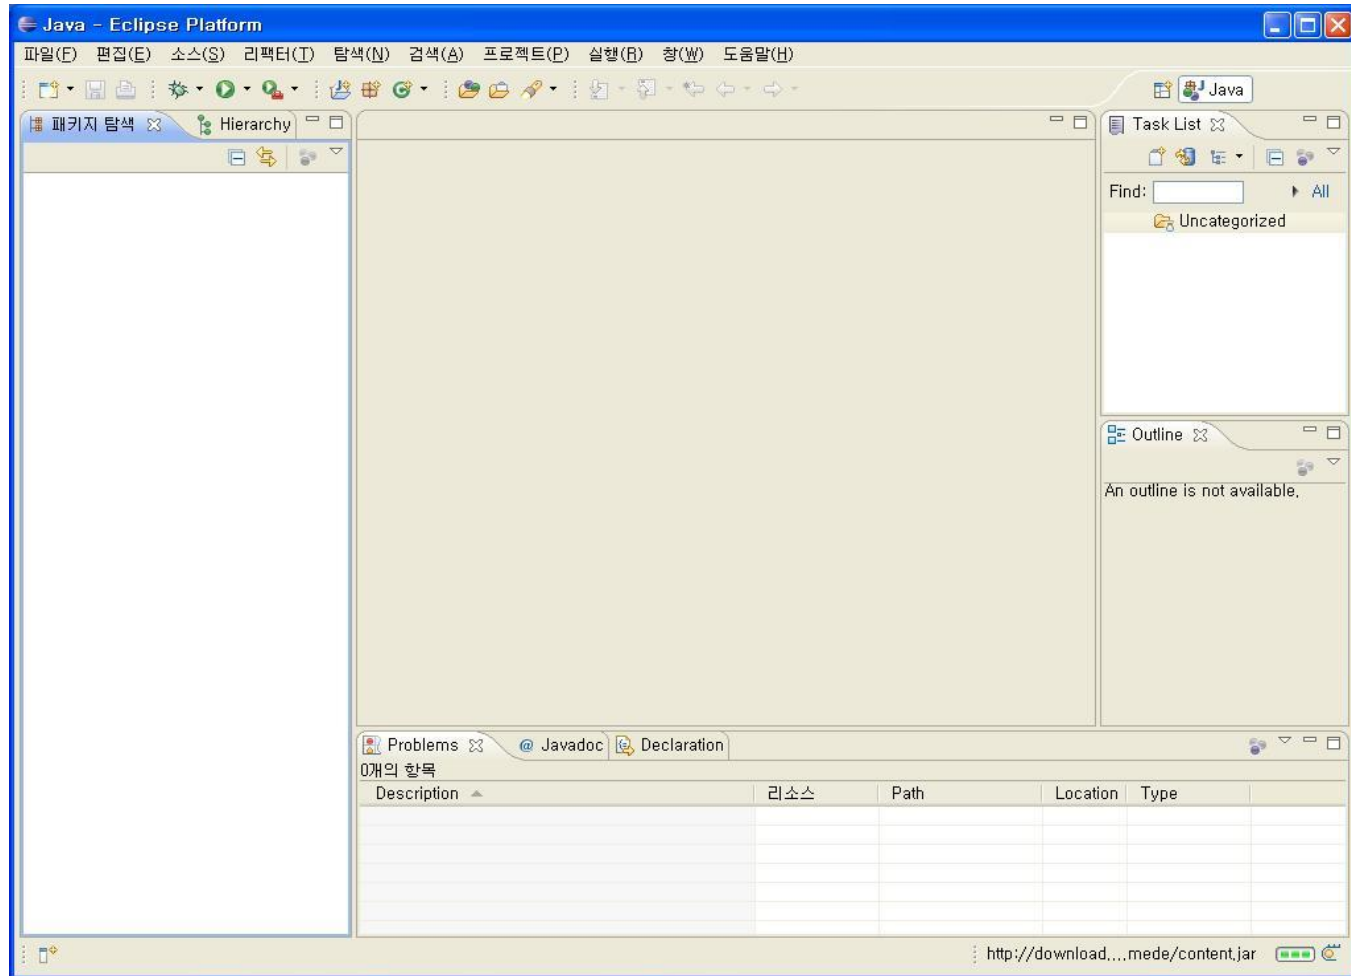 Java - Eclipse Platform
파일(F) 편집(E) 소스(S) 리팩터(T) 탐색(N) 검색(A) 프로젝트(P) 실행(R) 창(W) 도움말(H)
Java
패키지 탐색 Hierarchy
Task List
Find: All
Uncategorized
Outline
An outline is not available.
Problems @ Javadoc Declaration
0개의 항목
Description 리소스 Path Location Type
http://download....mede/content.jar